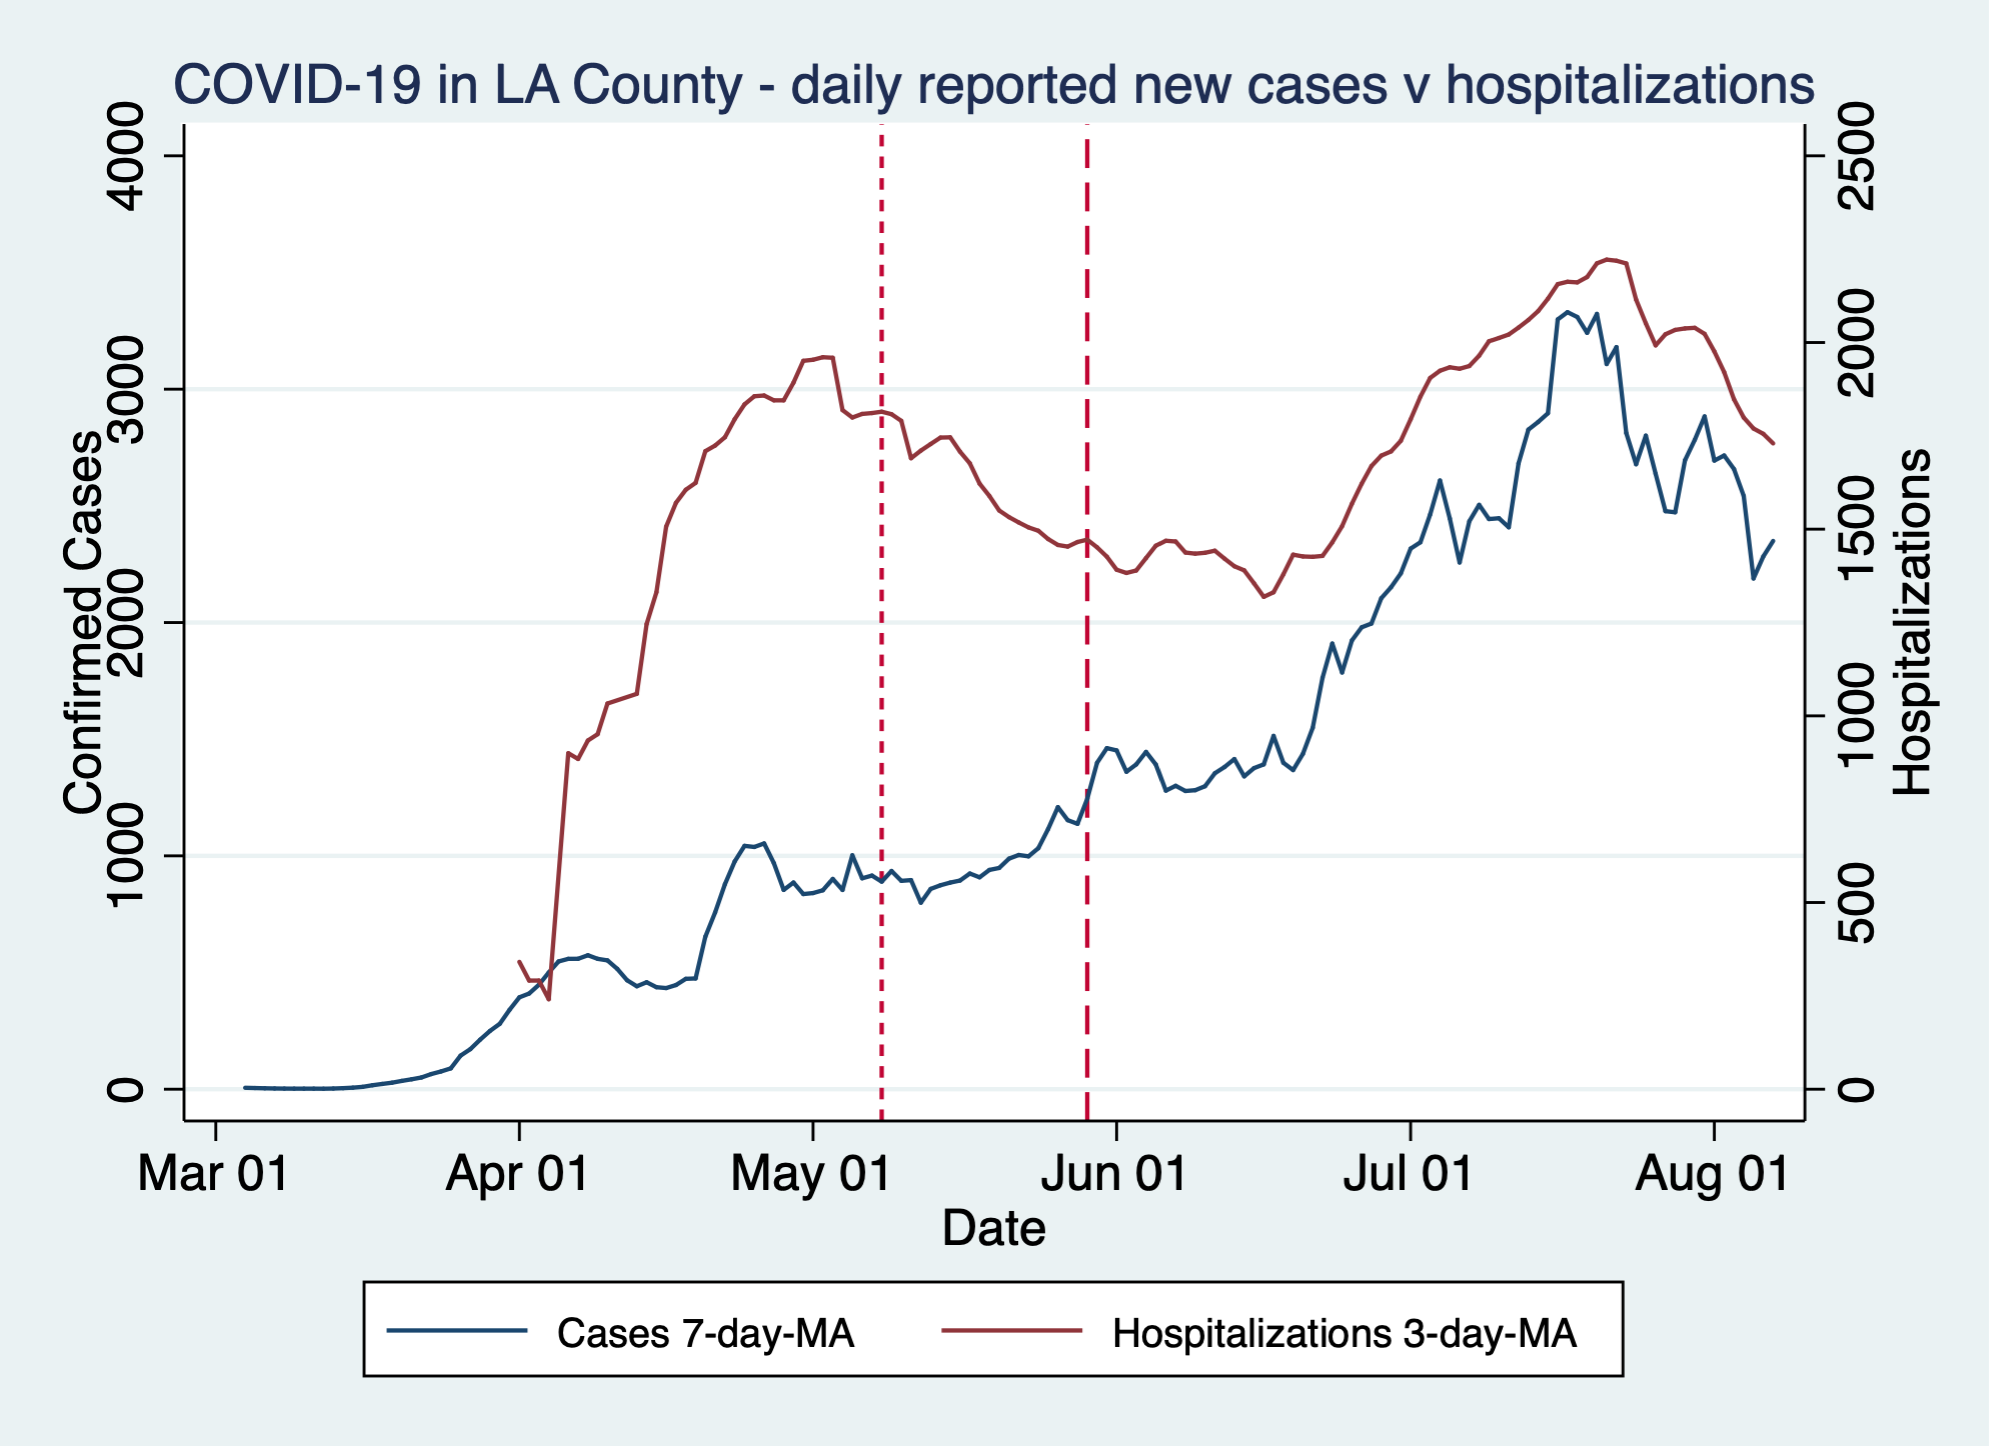 COVID-19 in LA County - daily reported new cases v hospitalizations
Confirmed Cases
4000
3000
2000
1000
0
2500
2000
1500
1000
500
0
Hospitalizations
Mar 01 Apr 01 May 01 Jun 01 Jul 01 Aug 01
Date
Cases 7-day-MA Hospitalizations 3-day-MA